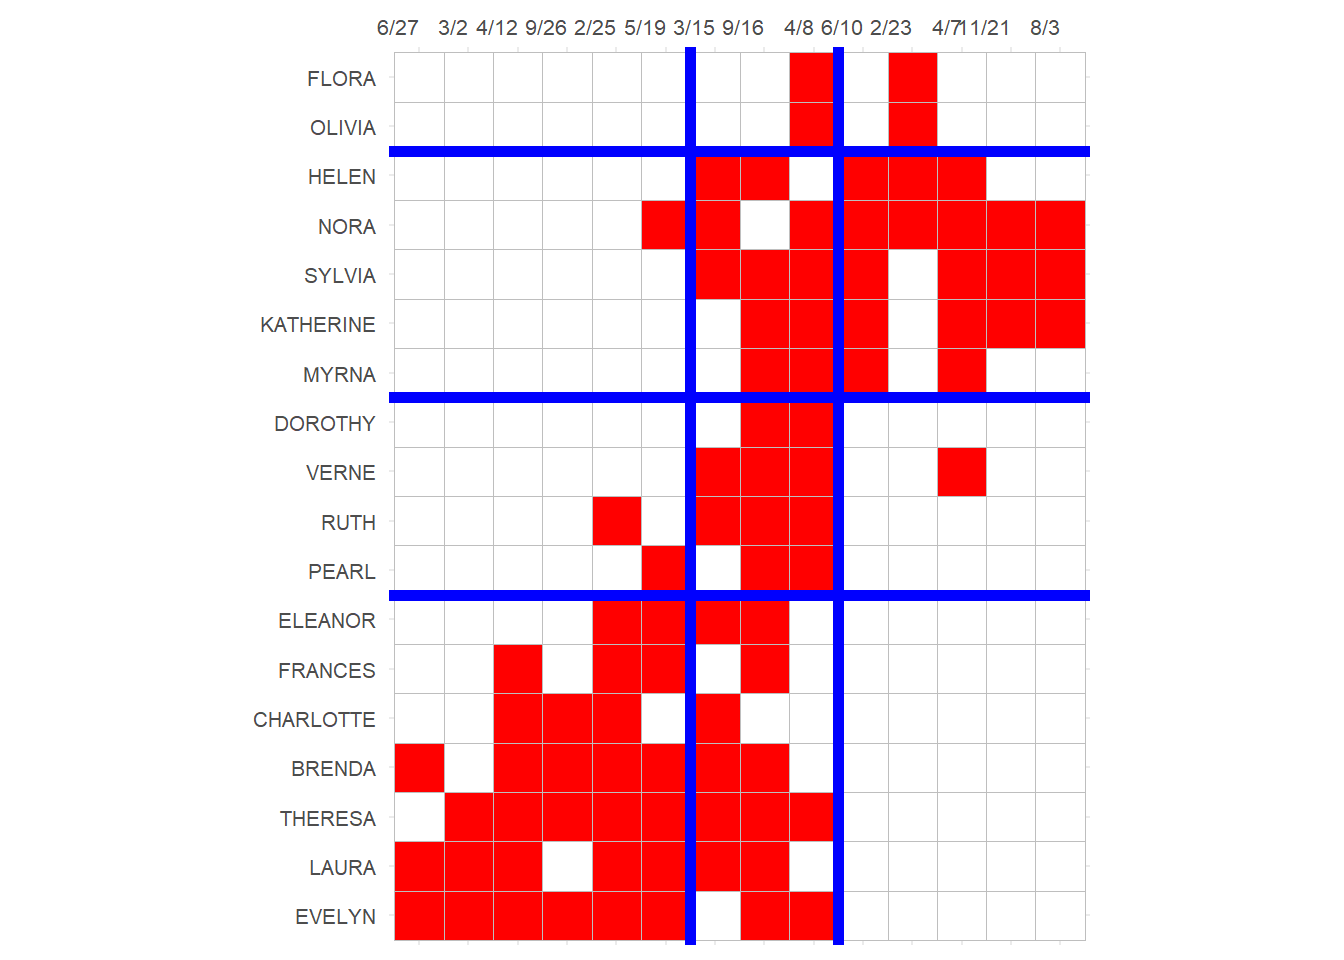 6/27 3/2 4/12 9/26 2/25 5/19 3/15 9/16 4/8 6/10 2/23 4/7 11/21 8/3
FLORA
OLIVIA
HELEN
NORA
SYLVIA
KATHERINE
MYRNA
DOROTHY
VERNE
RUTH
PEARL
ELEANOR
FRANCES
CHARLOTTE
BRENDA
THERESA
LAURA
EVELYN